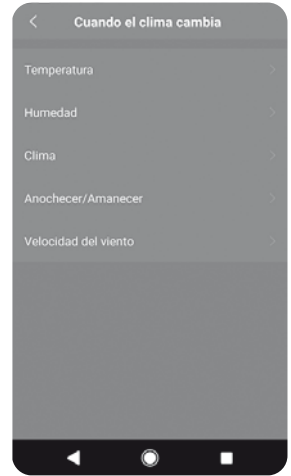 Cuando el clima cambia
Temperatura
Humedad
Clima
Anochecer/Amanecer
Velocidad del viento